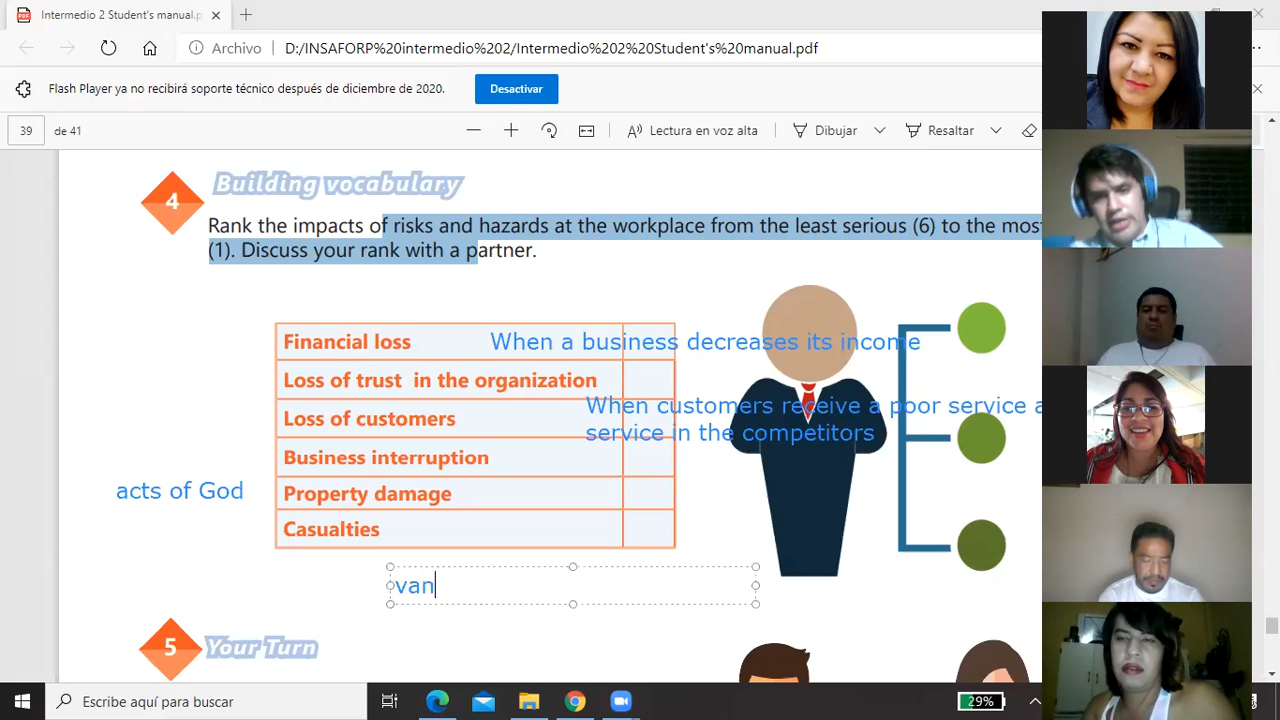 Intermedio 2 Student's manual.p
Archivo
D:/INSAFORP%20intermedio%202/Intermedio%202%20Student's%20manual.pdf
Flash Player ya no recibirá soporte técnico después de diciembre de 2020.
Desactivar
39
de 41
Lectura en voz alta
Dibujar
Resaltar
4
Building vocabulary
Rank the impacts of risks and hazards at the workplace from the least serious (6) to the most
(1). Discuss your rank with a partner.
Financial loss
When a business decreases its income
Loss of trust in the organization
When customers receive a poor service a
Loss of customers
service in the competitors
Business interruption
acts of God
Property damage
Casualties
van
5
Your Turn
Escribe aquí para buscar
29%